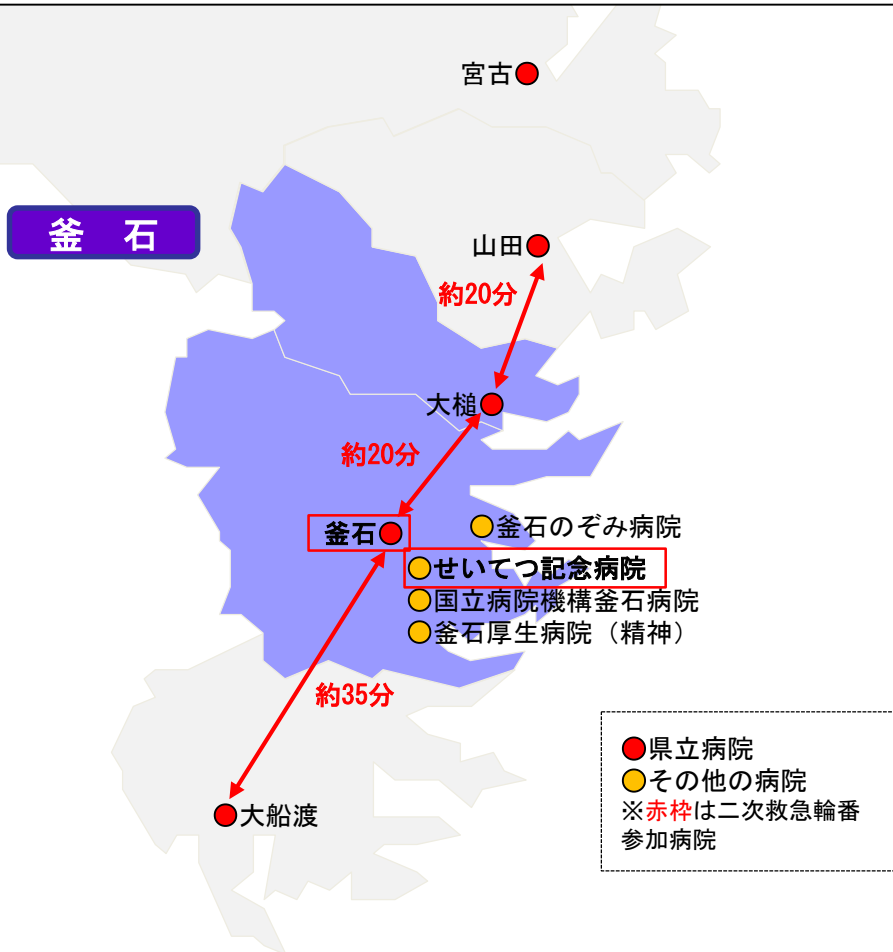 宮古
釜　石
山田
約20分
大槌
約20分
釜石
釜石のぞみ病院
せいてつ記念病院
国立病院機構釜石病院
釜石厚生病院（精神）
約35分
大船渡
県立病院
その他の病院
※赤枠は二次救急輪番
参加病院